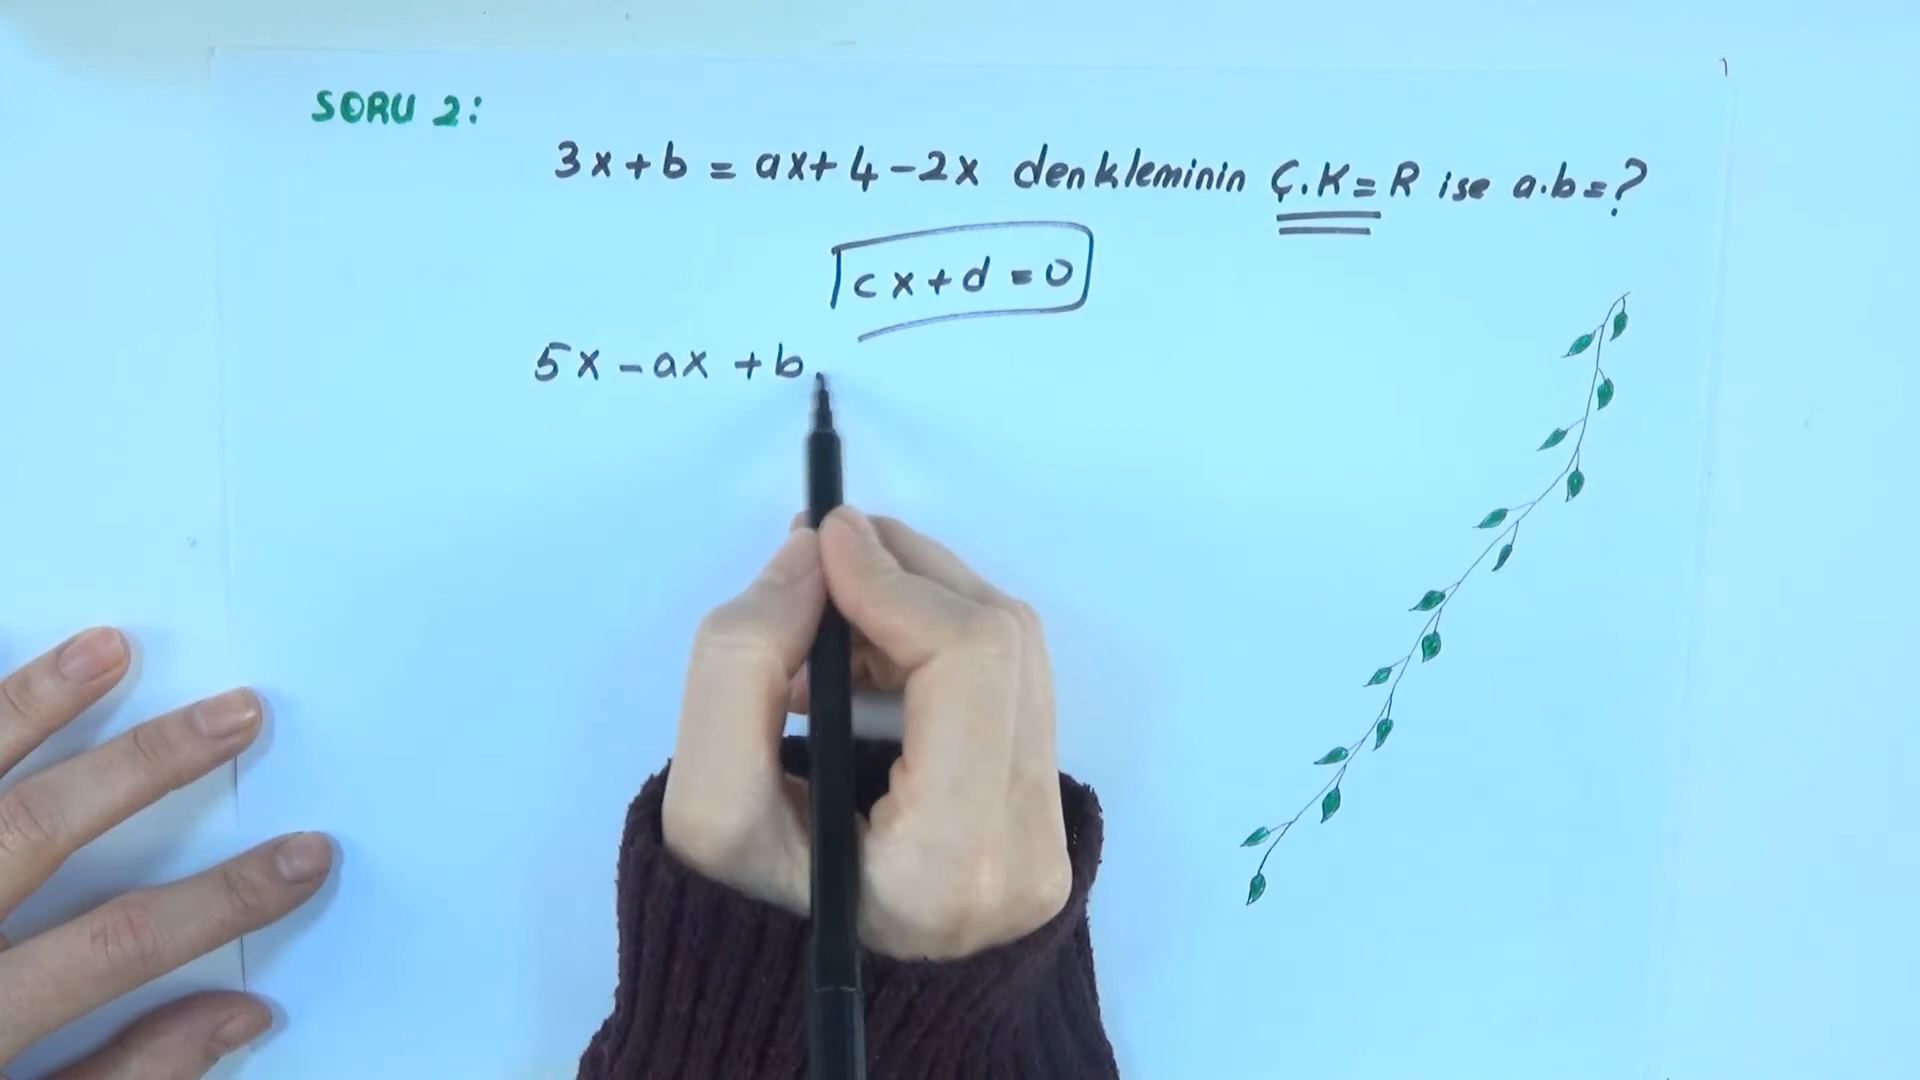 SORU 2:
3x+b = ax+4-2x denkleminin Ç.K=R ise a.b=?
cx+d=0
5x-ax+b